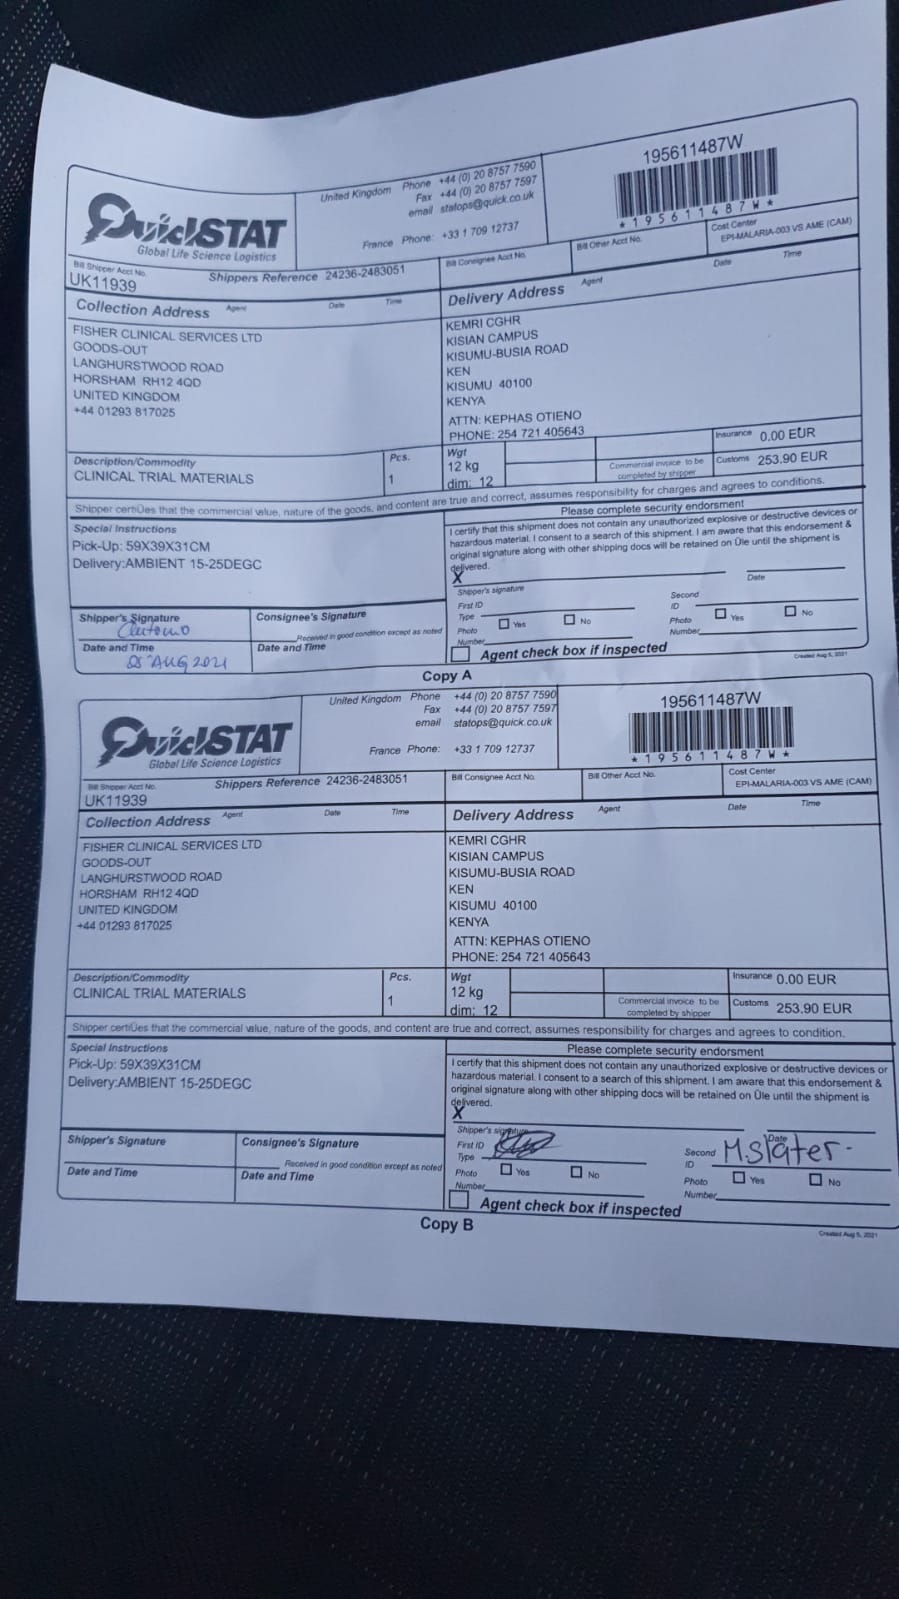 195611487W
United Kingdom Phone +44 (0) 20 8757 7590
Fax +44 (0) 20 8757 7597
email statops@quick.co.uk
France Phone: +33 1 709 12737
QuickSTAT
Global Life Science Logistics
*195611487W*
Bill Shipper Acct No.
UK11939
Shippers Reference 24236-2483051
Bill Consignee Acct No.
Bill Other Acct No.
Cost Center
EPI-MALARIA-003 VS AME (CAM)
Collection Address Agent Date Time
Delivery Address Agent Date Time
FISHER CLINICAL SERVICES LTD
GOODS-OUT
LANGHURSTWOOD ROAD
HORSHAM RH12 4QD
UNITED KINGDOM
+44 01293 817025
KEMRI CGHR
KISIAN CAMPUS
KISUMU-BUSIA ROAD
KEN
KISUMU 40100
KENYA
ATTN: KEPHAS OTIENO
PHONE: 254 721 405643
Description/Commodity
CLINICAL TRIAL MATERIALS
Pcs.
1
Wgt
12 kg
dim: 12
Commercial invoice to be
completed by shipper
Insurance 0.00 EUR
Customs 253.90 EUR
Shipper certiÛes that the commercial value, nature of the goods, and content are true and correct, assumes responsibility for charges and agrees to conditions.
Special Instructions
Pick-Up: 59X39X31CM
Delivery:AMBIENT 15-25DEGC
Please complete security endorsment
I certify that this shipment does not contain any unauthorized explosive or destructive devices or
hazardous material. I consent to a search of this shipment. I am aware that this endorsement &
original signature along with other shipping docs will be retained on Ûle until the shipment is
delivered.
X
Shipper's signature
Date
First ID
Type
Photo
Number
Yes
No
Second
ID
Photo
Number
Yes
No
Shipper's Signature
Date and Time
05 AUG 2021
Consignee's Signature
Received in good condition except as noted
Date and Time
Agent check box if inspected
Created Aug 5, 2021
Copy A
195611487W
United Kingdom Phone +44 (0) 20 8757 7590
Fax +44 (0) 20 8757 7597
email statops@quick.co.uk
France Phone: +33 1 709 12737
QuickSTAT
Global Life Science Logistics
*195611487W*
Bill Shipper Acct No.
UK11939
Shippers Reference 24236-2483051
Bill Consignee Acct No.
Bill Other Acct No.
Cost Center
EPI-MALARIA-003 VS AME (CAM)
Collection Address Agent Date Time
Delivery Address Agent Date Time
FISHER CLINICAL SERVICES LTD
GOODS-OUT
LANGHURSTWOOD ROAD
HORSHAM RH12 4QD
UNITED KINGDOM
+44 01293 817025
KEMRI CGHR
KISIAN CAMPUS
KISUMU-BUSIA ROAD
KEN
KISUMU 40100
KENYA
ATTN: KEPHAS OTIENO
PHONE: 254 721 405643
Description/Commodity
CLINICAL TRIAL MATERIALS
Pcs.
1
Wgt
12 kg
dim: 12
Commercial invoice to be
completed by shipper
Insurance 0.00 EUR
Customs 253.90 EUR
Shipper certiÛes that the commercial value, nature of the goods, and content are true and correct, assumes responsibility for charges and agrees to condition.
Special Instructions
Pick-Up: 59X39X31CM
Delivery:AMBIENT 15-25DEGC
Please complete security endorsment
I certify that this shipment does not contain any unauthorized explosive or destructive devices or
hazardous material. I consent to a search of this shipment. I am aware that this endorsement &
original signature along with other shipping docs will be retained on Ûle until the shipment is
delivered.
X
Shipper's signature
Date
First ID
Type
Photo
Number
Yes
No
Second
ID
M.Slater
Photo
Number
Yes
No
Shipper's Signature
Date and Time
Consignee's Signature
Received in good condition except as noted
Date and Time
Agent check box if inspected
Created Aug 5, 2021
Copy B